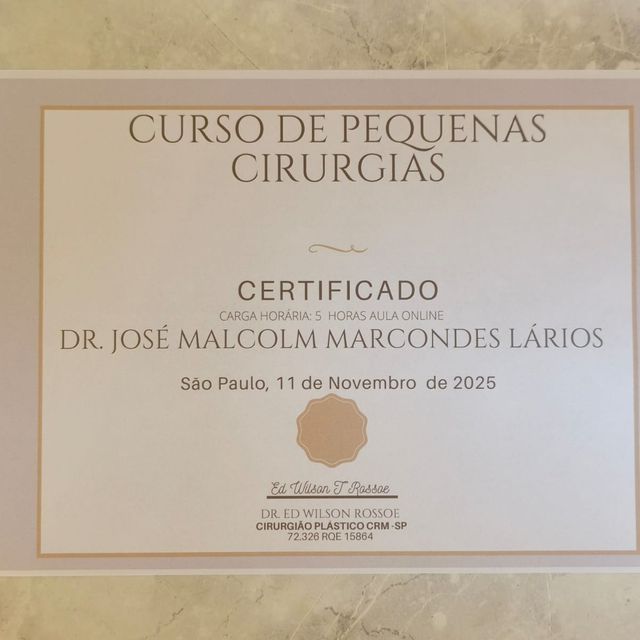 CURSO DE PEQUENAS
CIRURGIAS
CERTIFICADO
CARGA HORÁRIA: 5 HORAS AULA ONLINE
DR. JOSÉ MALCOLM MARCONDES LÁRIOS
São Paulo, 11 de Novembro de 2025
Ed Wilson T Rossoe
DR. ED WILSON ROSSOE
CIRURGIÃO PLÁSTICO CRM-SP
72.326 RQE 15864